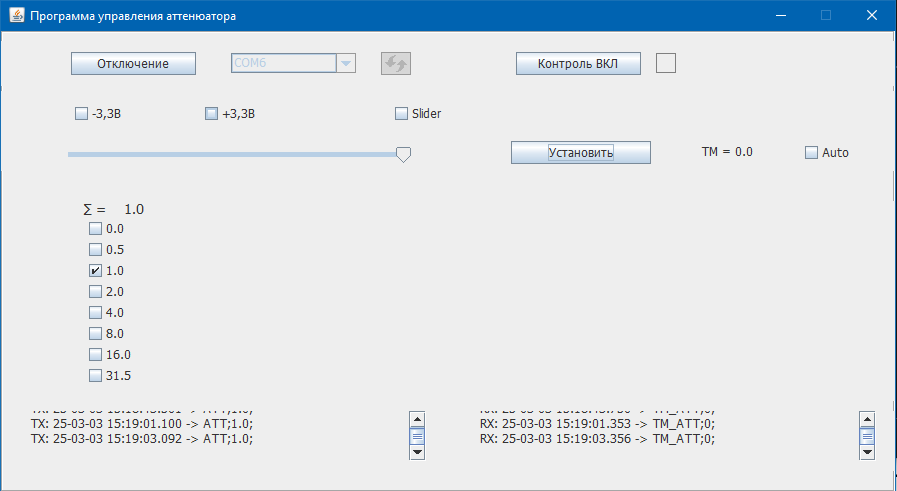 Программа управления аттенюатора
Отключение COM6 Контроль ВКЛ
-3,3В +3,3В Slider
Установить TM = 0.0 Auto
Σ = 1.0
0.0
0.5
1.0
2.0
4.0
8.0
16.0
31.5
TX: 25-03-03 15:19:01.100 -> ATT;1.0;
TX: 25-03-03 15:19:03.092 -> ATT;1.0;
RX: 25-03-03 15:19:01.353 -> TM_ATT;0;
RX: 25-03-03 15:19:03.356 -> TM_ATT;0;